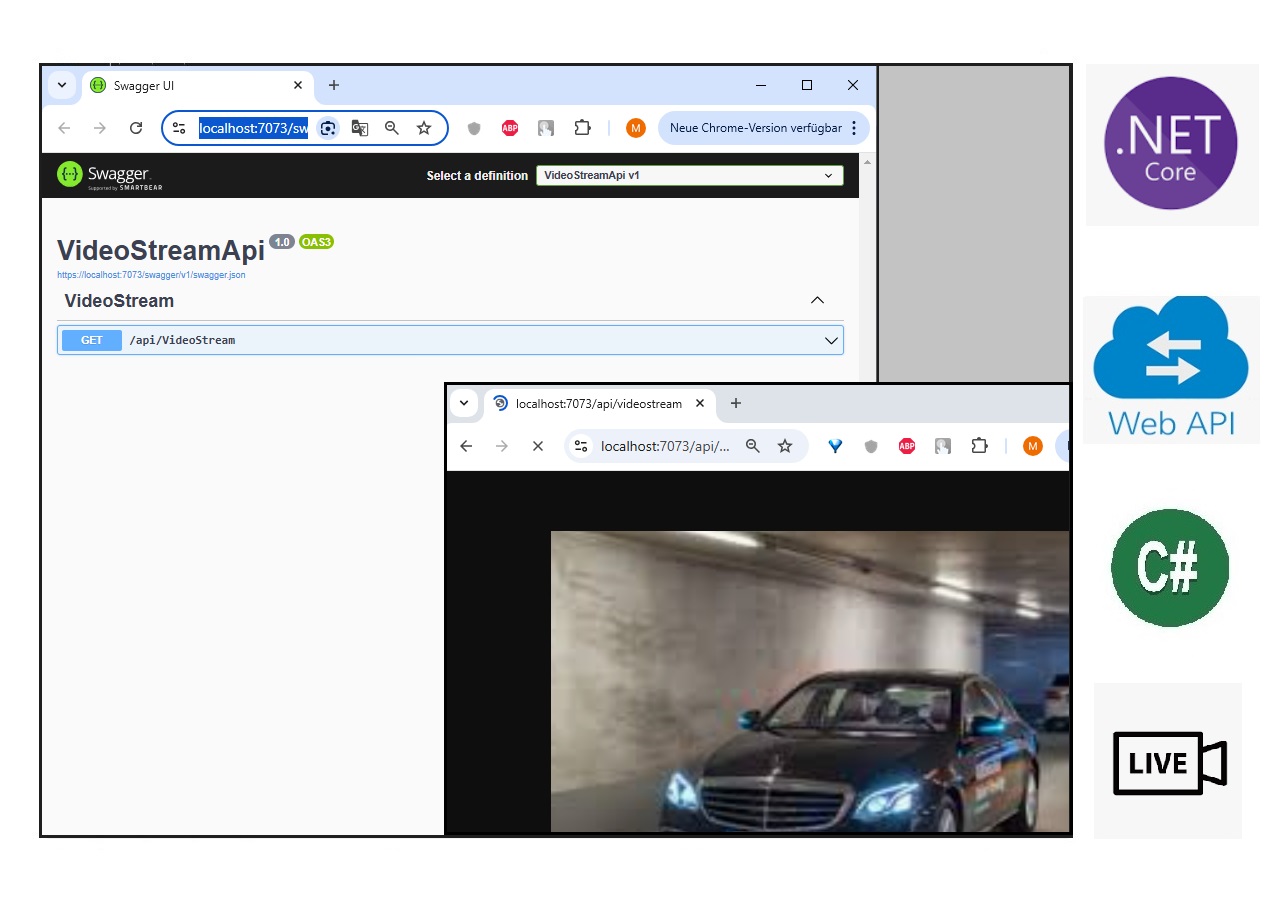 Swagger UI
localhost:7073/sw
ABP
M
Neue Chrome-Version verfügbar
Swagger
Supported by SMARTBEAR
Select a definition
VideoStreamApi v1
VideoStreamApi 1.0 OAS3
https://localhost:7073/swagger/v1/swagger.json
VideoStream
GET /api/VideoStream
localhost:7073/api/videostream
localhost:7073/api/...
ABP
M
.NET
Core
Web API
C#
LIVE